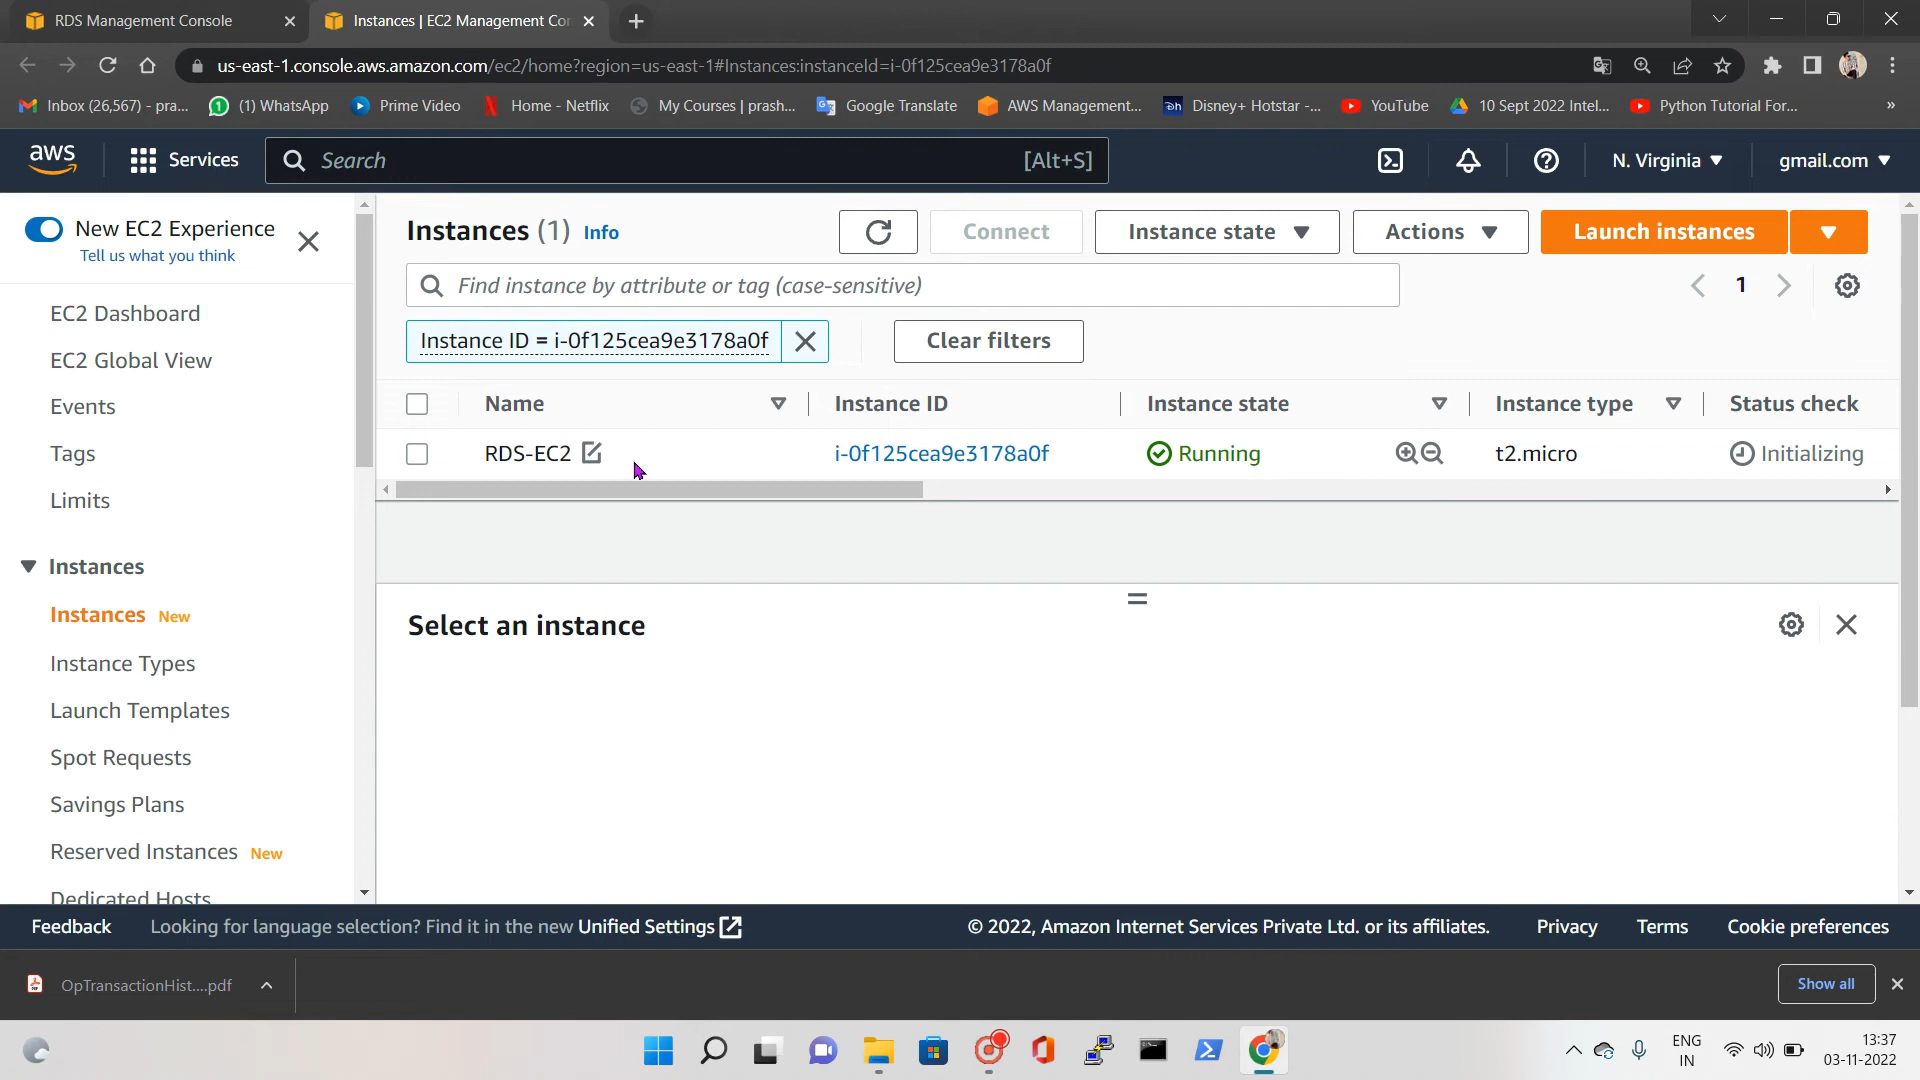 RDS Management Console
Instances | EC2 Management Con
us-east-1.console.aws.amazon.com/ec2/home?region=us-east-1#Instances:instanceId=i-0f125cea9e3178a0f
Inbox (26,567) - pra...
(1) WhatsApp
Prime Video
Home - Netflix
My Courses | prash...
Google Translate
AWS Management...
Disney+ Hotstar -...
YouTube
10 Sept 2022 Intel...
Python Tutorial For...
»
aws
Services
Search
[Alt+S]
N. Virginia
gmail.com
New EC2 Experience
Tell us what you think
EC2 Dashboard
EC2 Global View
Events
Tags
Limits
Instances
Instances New
Instance Types
Launch Templates
Spot Requests
Savings Plans
Reserved Instances New
Dedicated Hosts
Instances (1) Info
Connect
Instance state
Actions
Launch instances
Find instance by attribute or tag (case-sensitive)
1
Instance ID = i-0f125cea9e3178a0f
Clear filters
Name
Instance ID
Instance state
Instance type
Status check
RDS-EC2
i-0f125cea9e3178a0f
Running
t2.micro
Initializing
Select an instance
Feedback
Looking for language selection? Find it in the new Unified Settings
© 2022, Amazon Internet Services Private Ltd. or its affiliates.
Privacy
Terms
Cookie preferences
OpTransactionHist....pdf
Show all
ENG
IN
13:37
03-11-2022